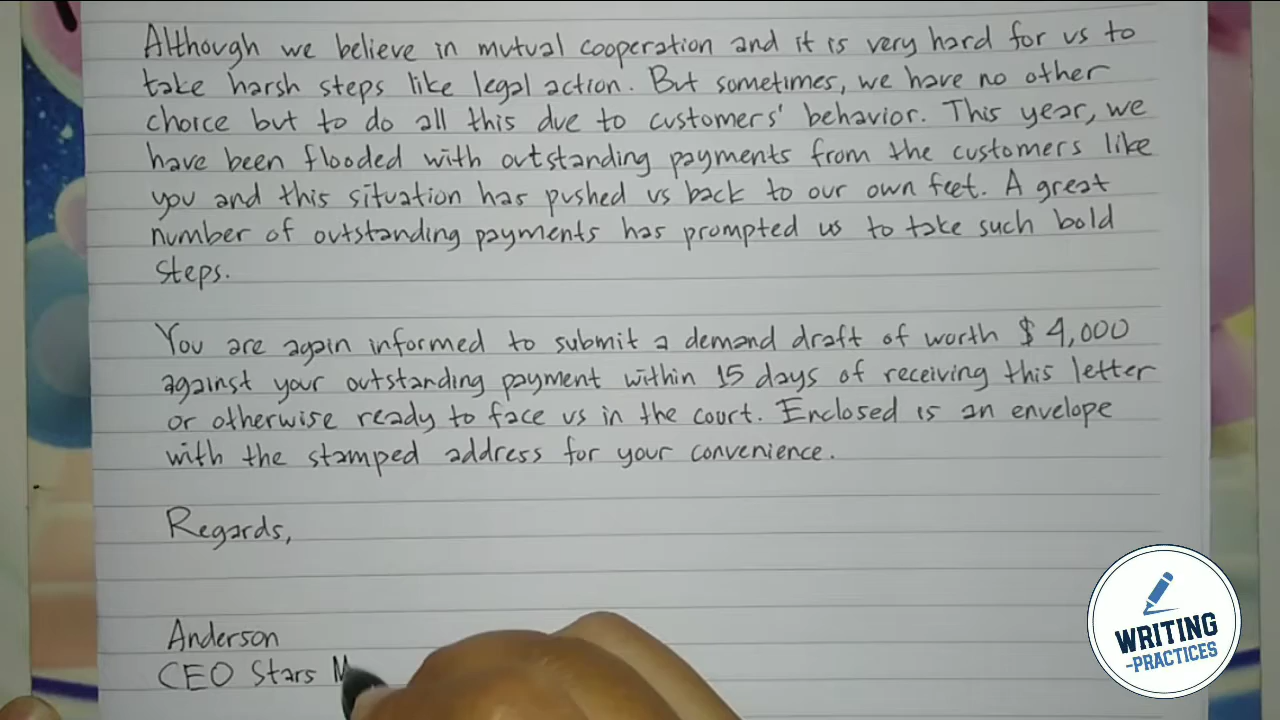 Although we believe in mutual cooperation and it is very hard for us to
take harsh steps like legal action. But sometimes, we have no other
choice but to do all this due to customers' behavior. This year, we
have been flooded with outstanding payments from the customers like
you and this situation has pushed us back to our own feet. A great
number of outstanding payments has prompted us to take such bold
steps.
You are again informed to submit a demand draft of worth $ 4,000
against your outstanding payment within 15 days of receiving this letter
or otherwise ready to face us in the court. Enclosed is an envelope
with the stamped address for your convenience.
Regards,
Anderson
CEO Stars M
WRITING
-PRACTICES